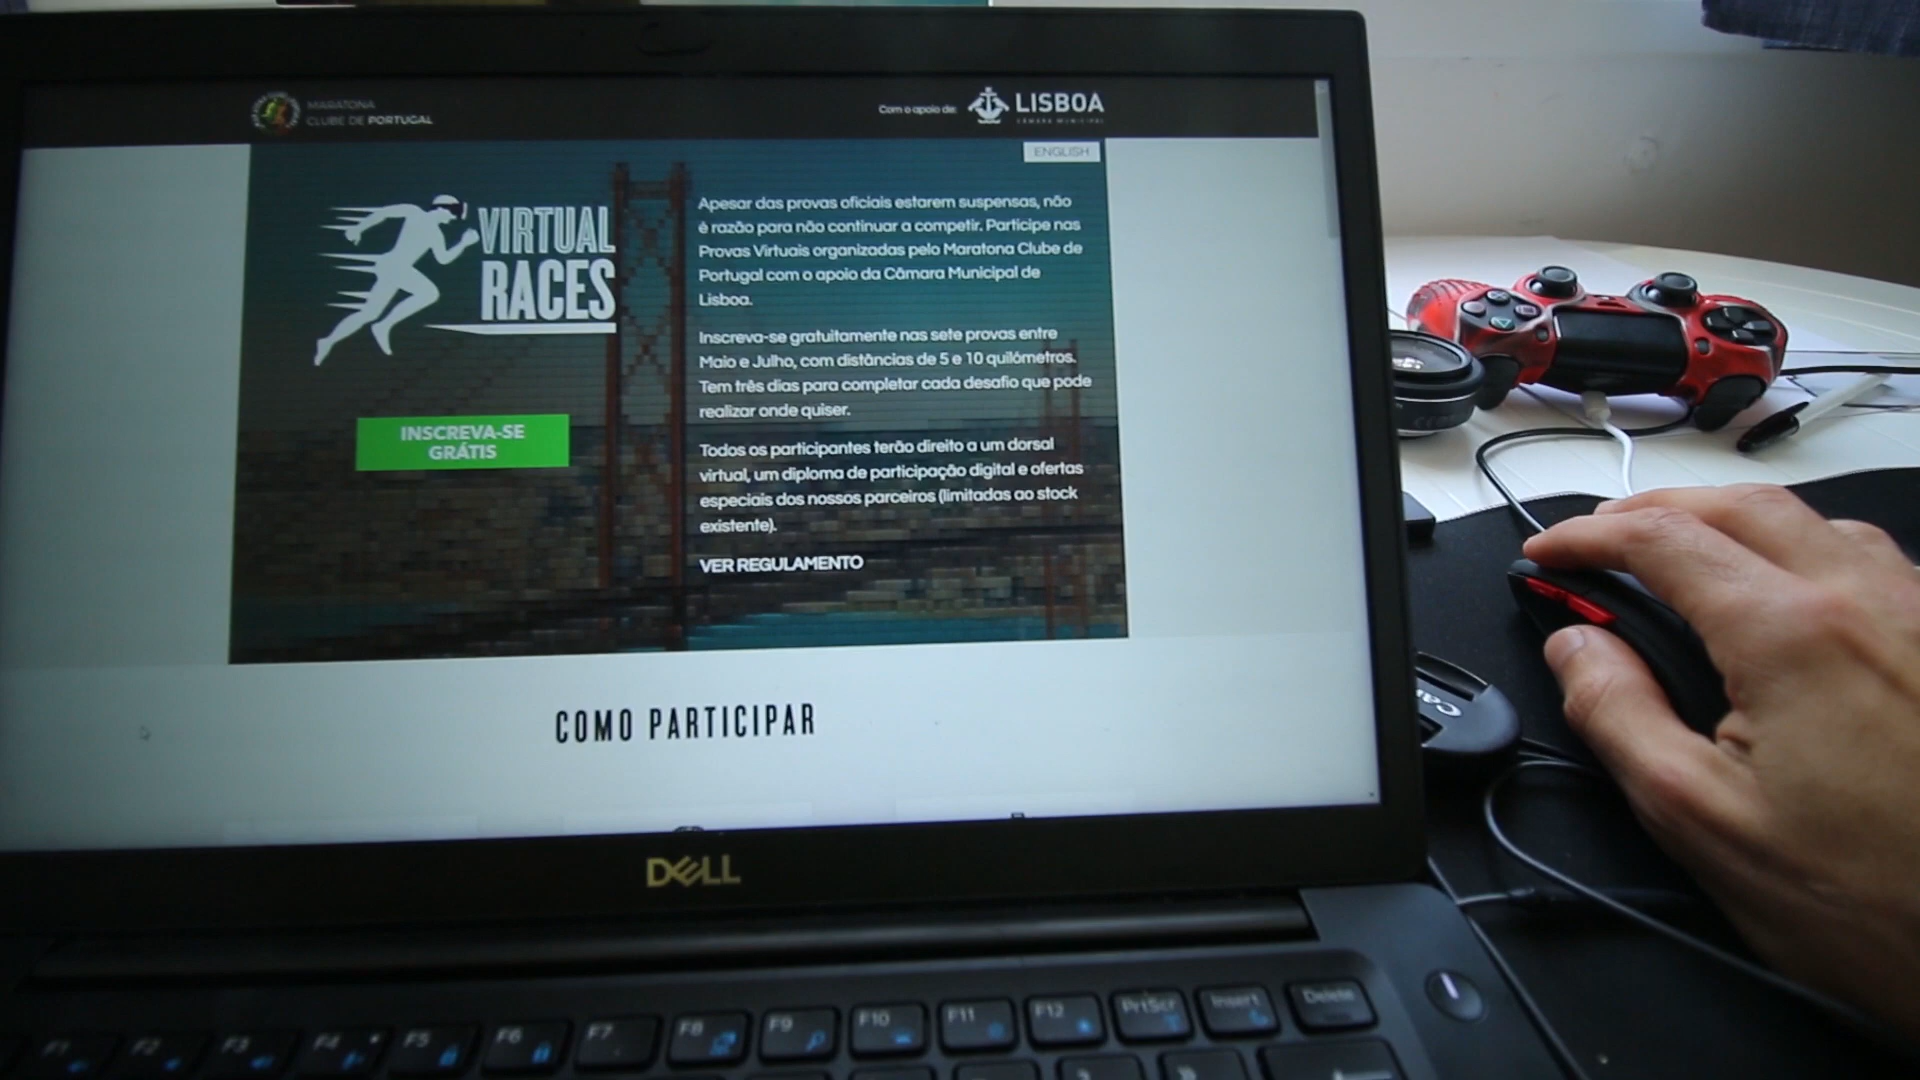 MARATONA
CLUBE DE PORTUGAL
Com o apoio de:
LISBOA
CÂMARA MUNICIPAL
ENGLISH
VIRTUAL
RACES
INSCREVA-SE
GRÁTIS
Apesar das provas oficiais estarem suspensas, não
é razão para não continuar a competir. Participe nas
Provas Virtuais organizadas pelo Maratona Clube de
Portugal com o apoio da Câmara Municipal de
Lisboa.
Inscreva-se gratuitamente nas sete provas entre
Maio e Julho, com distâncias de 5 e 10 quilómetros.
Tem três dias para completar cada desafio que pode
realizar onde quiser.
Todos os participantes terão direito a um dorsal
virtual, um diploma de participação digital e ofertas
especiais dos nossos parceiros (limitadas ao stock
existente).
VER REGULAMENTO
COMO PARTICIPAR
DELL
F1 F2 F3 F4 F5 F6 F7 F8 F9 F10 F11 F12 PrtScr Insert Delete